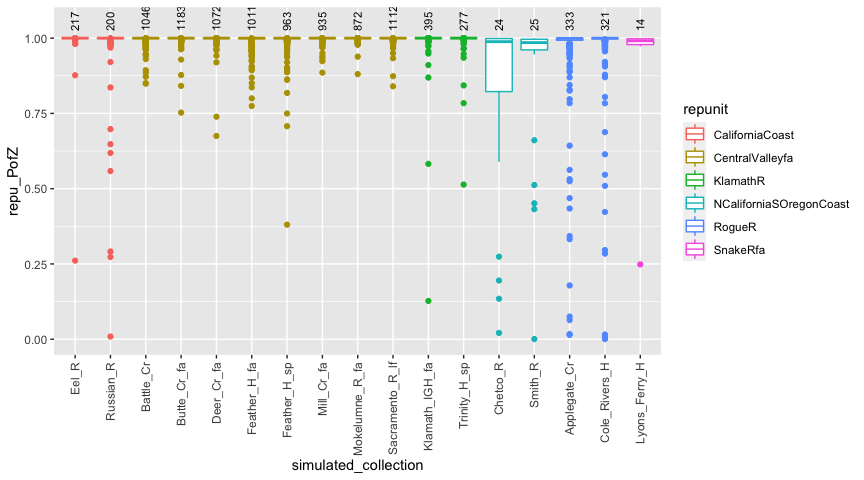 217 200 1046 1183 1072 1011 963 935 872 1112 395 277 24 25 333 321 14
1.00
0.75
0.50
0.25
0.00
repu_PofZ
Eel_R
Russian_R
Battle_Cr
Butte_Cr_fa
Deer_Cr_fa
Feather_H_fa
Feather_H_sp
Mill_Cr_fa
Mokelumne_R_fa
Sacramento_R_lf
Klamath_IGH_fa
Trinity_H_sp
Chetco_R
Smith_R
Applegate_Cr
Cole_Rivers_H
Lyons_Ferry_H
simulated_collection
repunit
CaliforniaCoast
CentralValleyfa
KlamathR
NCaliforniaSOregonCoast
RogueR
SnakeRfa